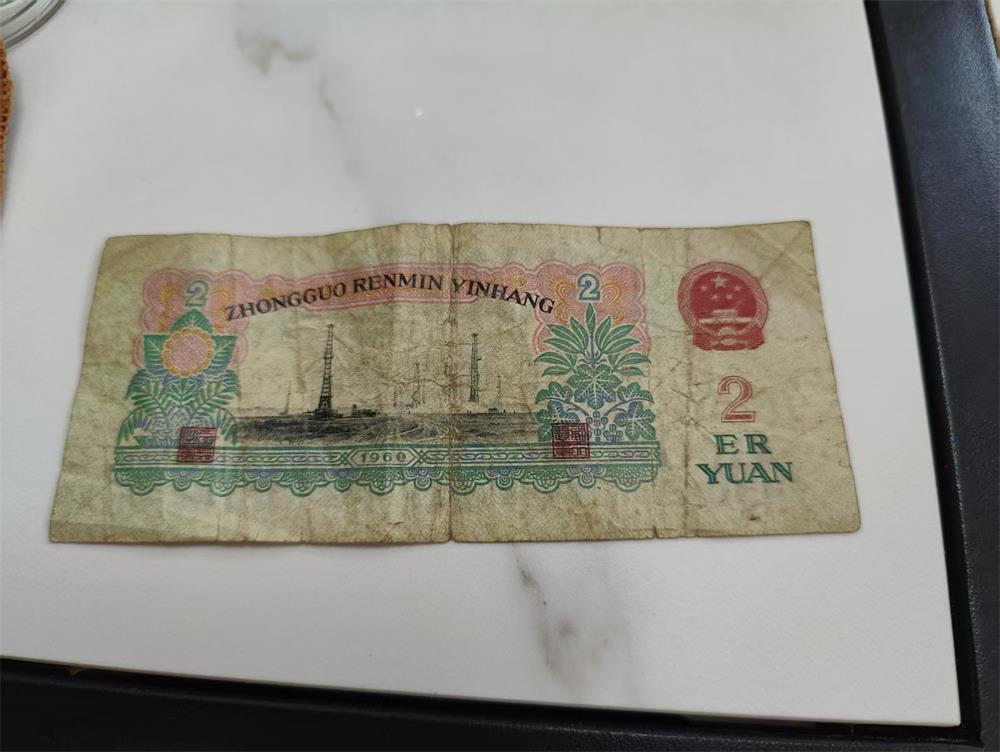 2
2
ZHONGGUO RENMIN YINHANG
1960
2
ER
YUAN